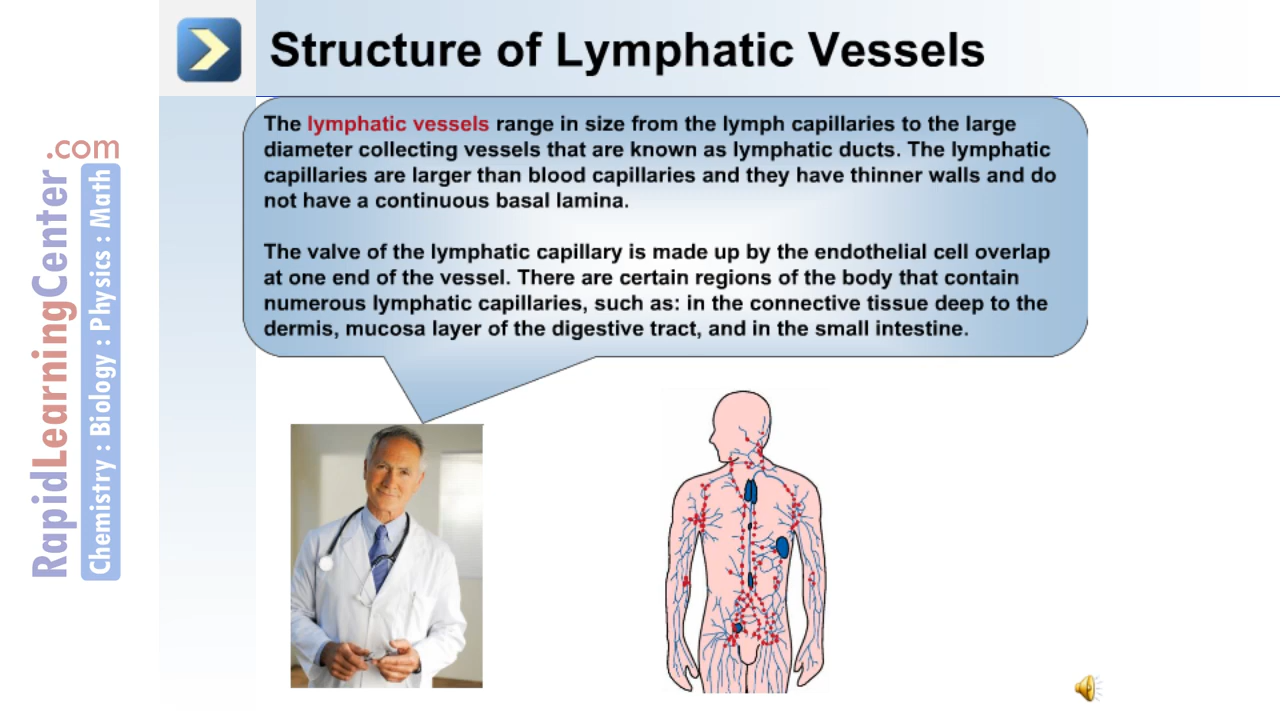 Structure of Lymphatic Vessels
The lymphatic vessels range in size from the lymph capillaries to the large
diameter collecting vessels that are known as lymphatic ducts. The lymphatic
capillaries are larger than blood capillaries and they have thinner walls and do
not have a continuous basal lamina.
The valve of the lymphatic capillary is made up by the endothelial cell overlap
at one end of the vessel. There are certain regions of the body that contain
numerous lymphatic capillaries, such as: in the connective tissue deep to the
dermis, mucosa layer of the digestive tract, and in the small intestine.
RapidLearningCenter.com
Chemistry : Biology : Physics : Math